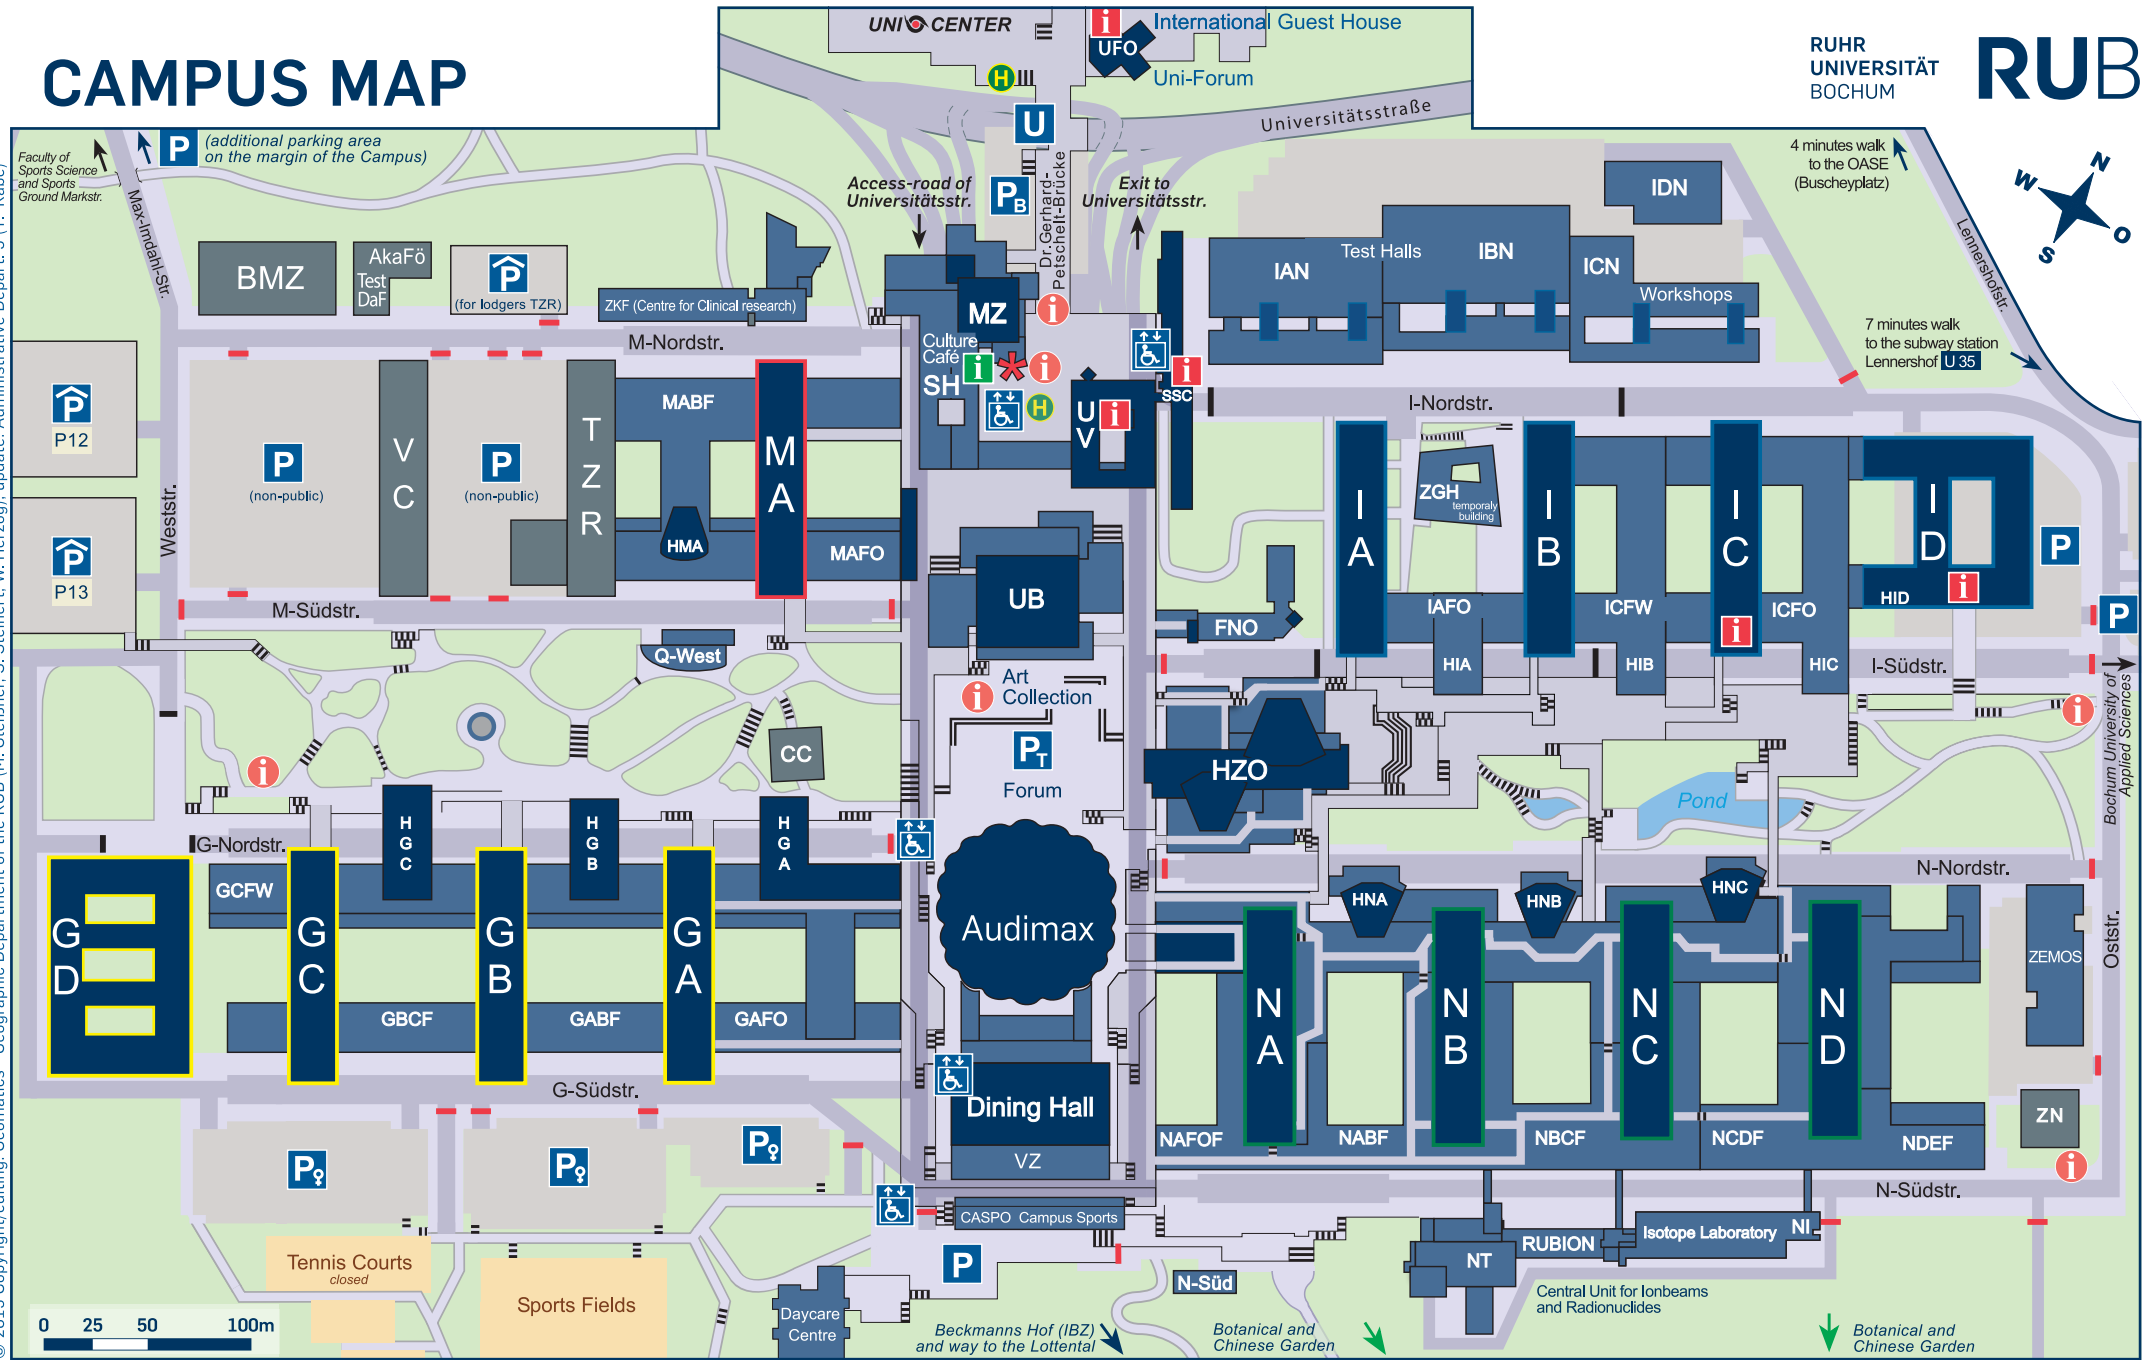 CAMPUS MAP
UNI CENTER
i
International Guest House
UFO
Uni-Forum
H
U
RUHR
UNIVERSITÄT
BOCHUM
RUB
Universitätsstraße
P
(additional parking area
on the margin of the Campus)
Faculty of
Sports Science
and Sports
Ground Markstr.
Max-Imdahl-Str.
Access-road of
Universitätsstr.
PB
Dr.Gerhard-
Petschelt-Brücke
Exit to
Universitätsstr.
4 minutes walk
to the OASE
(Buscheyplatz)
N
W
O
S
Lennershofstr.
7 minutes walk
to the subway station
Lennershof U 35
BMZ
AkaFö
Test
DaF
P
(for lodgers TZR)
ZKF (Centre for Clinical research)
MZ
i
IAN
Test Halls
IBN
ICN
IDN
Workshops
M-Nordstr.
Culture
Café
i
*
i
SH
H
U
V
i
i
SSC
I-Nordstr.
P
P12
P
P13
Weststr.
P
(non-public)
V
C
P
(non-public)
T
Z
R
MABF
HMA
M
A
MAFO
UB
FNO
I
A
ZGH
temporaly
building
I
B
I
C
i
I
D
HID
i
P
P
IAFO
ICFW
ICFO
HIA
HIB
HIC
I-Südstr.
M-Südstr.
Q-West
i
Art
Collection
CC
PT
Forum
HZO
Pond
i
Bochum University of
Applied Sciences
i
G-Nordstr.
H
G
C
H
G
B
H
G
A
GCFW
G
D
G
C
G
B
G
A
GBCF
GABF
GAFO
Audimax
N-Nordstr.
HNA
HNB
HNC
N
A
N
B
N
C
N
D
ZEMOS
Oststr.
ZN
i
NAFOF
NABF
NBCF
NCDF
NDEF
G-Südstr.
Dining Hall
VZ
N-Südstr.
P
P
P
CASPO Campus Sports
P
Tennis Courts
closed
Sports Fields
Daycare
Centre
N-Süd
NT
RUBION
Isotope Laboratory
NI
Central Unit for Ionbeams
and Radionuclides
0 25 50 100m
Beckmanns Hof (IBZ)
and way to the Lottental
Botanical and
Chinese Garden
Botanical and
Chinese Garden